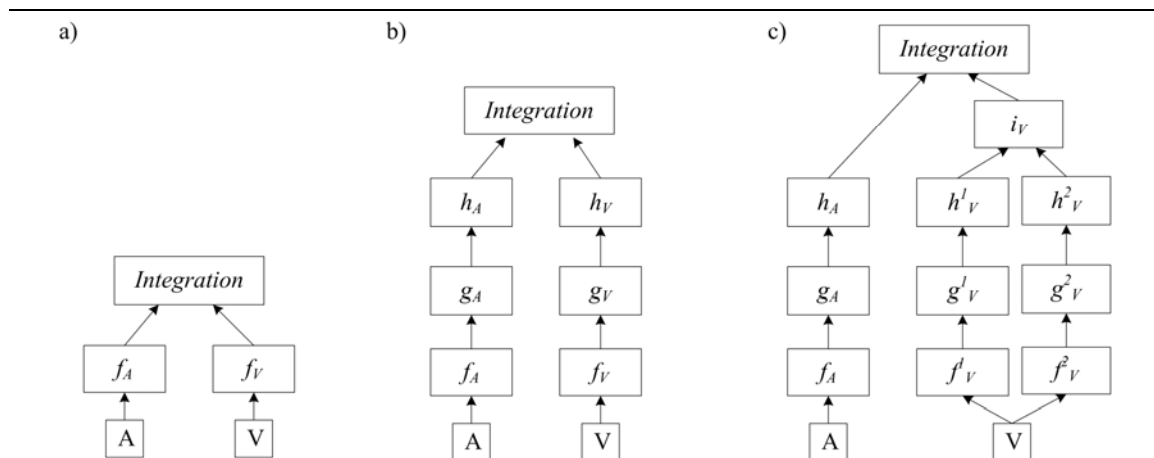 a)
Integration
f_A f_V
A V
b)
Integration
h_A h_V
g_A g_V
f_A f_V
A V
c)
Integration
i_V
h_A h^1_V h^2_V
g_A g^1_V g^2_V
f_A f^1_V f^2_V
A V